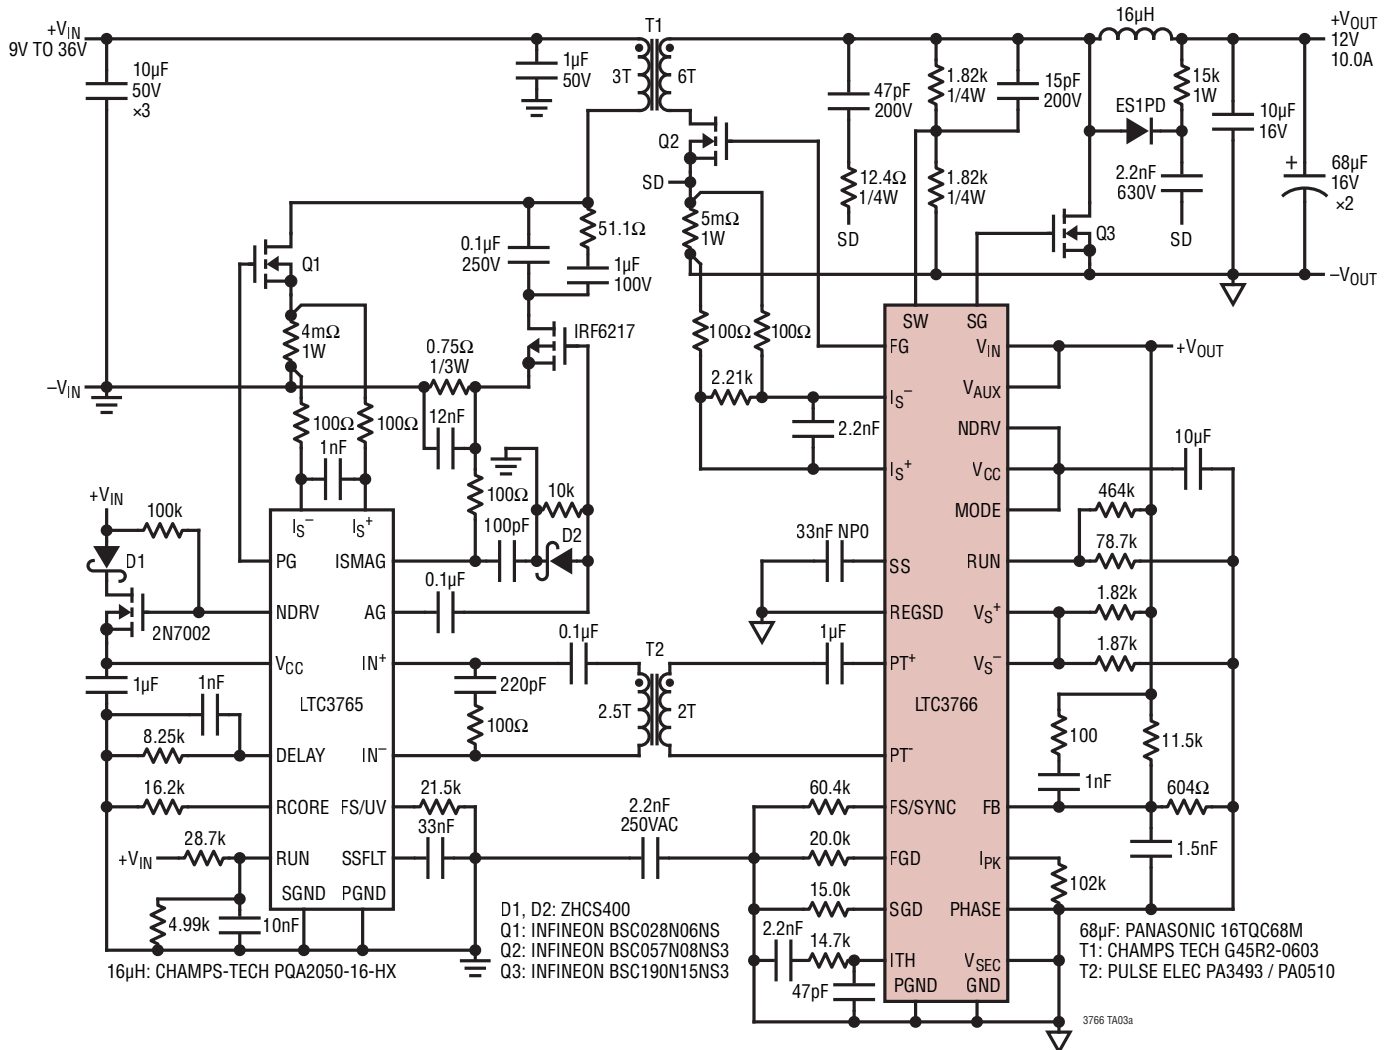 +VIN
9V TO 36V
10µF
50V
×3
1µF
50V
T1
3T
6T
47pF
200V
12.4Ω
1/4W
SD
1.82k
1/4W
1.82k
1/4W
15pF
200V
16µH
ES1PD
15k
1W
2.2nF
630V
SD
10µF
16V
+
68µF
16V
×2
+VOUT
12V
10.0A
–VOUT
Q2
SD
5mΩ
1W
Q3
Q1
0.1µF
250V
51.1Ω
1µF
100V
4mΩ
1W
0.75Ω
1/3W
IRF6217
–VIN
100Ω
100Ω
1nF
12nF
100Ω
10k
100pF
D2
0.1µF
100Ω
100Ω
2.21k
2.2nF
+VIN
100k
D1
2N7002
1µF
1nF
8.25k
16.2k
28.7k
+VIN
4.99k
10nF
IS–
IS+
PG
ISMAG
NDRV
AG
VCC
IN+
LTC3765
DELAY
IN–
RCORE
FS/UV
RUN
SSFLT
SGND
PGND
220pF
100Ω
0.1µF
T2
2.5T
2T
1µF
21.5k
33nF
2.2nF
250VAC
33nF NP0
SW
SG
FG
VIN
VAUX
IS–
NDRV
IS+
VCC
MODE
SS
RUN
REGSD
VS+
PT+
VS–
LTC3766
PT-
FS/SYNC
FB
FGD
IPK
SGD
PHASE
ITH
VSEC
PGND
GND
+VOUT
10µF
464k
78.7k
1.82k
1.87k
100
1nF
11.5k
604Ω
1.5nF
102k
60.4k
20.0k
15.0k
2.2nF
14.7k
47pF
16µH: CHAMPS-TECH PQA2050-16-HX
D1, D2: ZHCS400
Q1: INFINEON BSC028N06NS
Q2: INFINEON BSC057N08NS3
Q3: INFINEON BSC190N15NS3
68µF: PANASONIC 16TQC68M
T1: CHAMPS TECH G45R2-0603
T2: PULSE ELEC PA3493 / PA0510
3766 TA03a